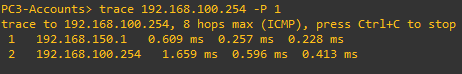 PC3-Accounts> trace 192.168.100.254 -P 1
trace to 192.168.100.254, 8 hops max (ICMP), press Ctrl+C to stop
1 192.168.150.1 0.609 ms 0.257 ms 0.228 ms
2 192.168.100.254 1.659 ms 0.596 ms 0.413 ms